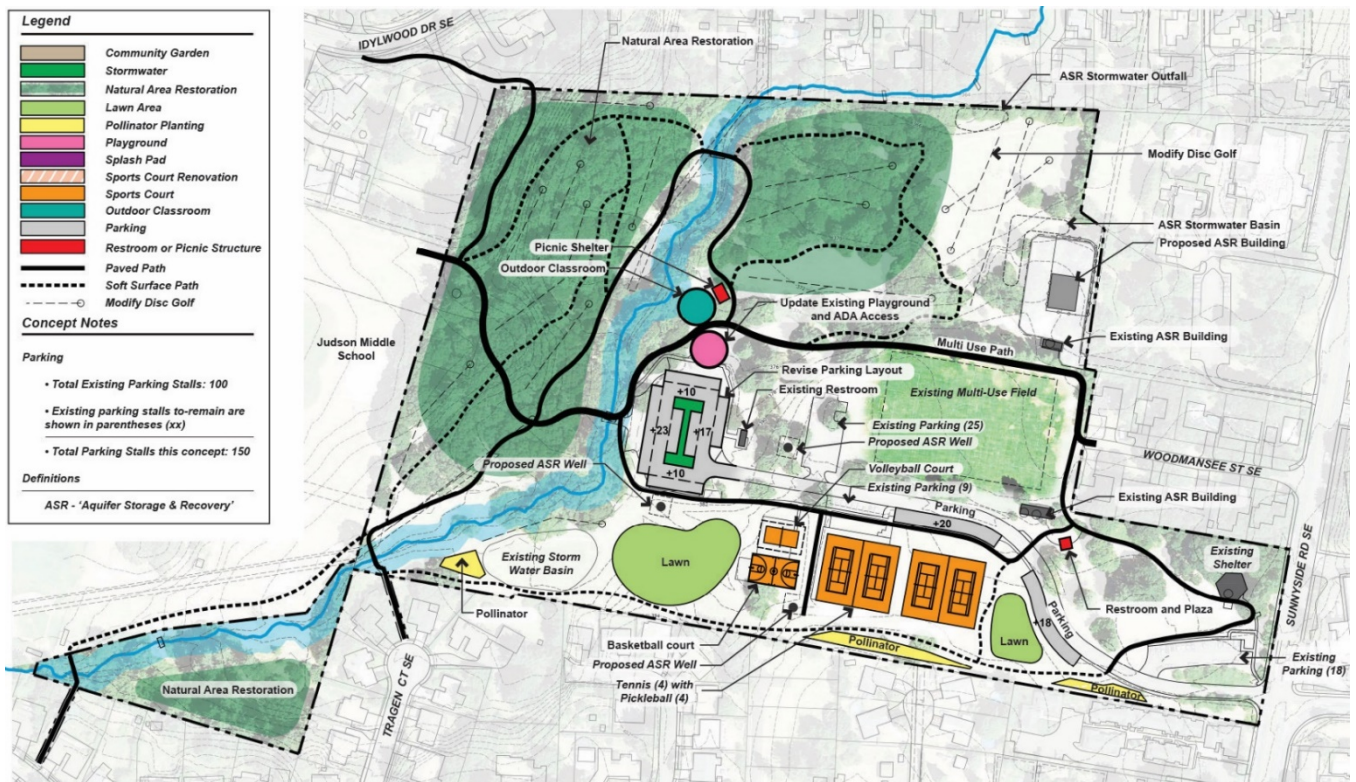 Legend
Community Garden
Stormwater
Natural Area Restoration
Lawn Area
Pollinator Planting
Playground
Splash Pad
Sports Court Renovation
Sports Court
Outdoor Classroom
Parking
Restroom or Picnic Structure
Paved Path
Soft Surface Path
Modify Disc Golf
Concept Notes
Parking
• Total Existing Parking Stalls: 100
• Existing parking stalls to-remain are
shown in parentheses (xx)
• Total Parking Stalls this concept: 150
Definitions
ASR - ‘Aquifer Storage & Recovery’
IDYLWOOD DR SE
Natural Area Restoration
ASR Stormwater Outfall
Modify Disc Golf
ASR Stormwater Basin
Proposed ASR Building
Picnic Shelter
Outdoor Classroom
Update Existing Playground
and ADA Access
Existing ASR Building
Judson Middle
School
Multi Use Path
Revise Parking Layout
Existing Restroom
Existing Multi-Use Field
+10
+23
+17
+10
Existing Parking (25)
Proposed ASR Well
Proposed ASR Well
Volleyball Court
Existing Parking (9)
WOODMANSEE ST SE
Existing ASR Building
Parking
+20
SUNNYSIDE RD SE
Existing Storm
Water Basin
Lawn
Existing
Shelter
Pollinator
Restroom and Plaza
Parking
+18
Lawn
Basketball court
Proposed ASR Well
Tennis (4) with
Pickleball (4)
Pollinator
Pollinator
Existing
Parking (18)
Natural Area Restoration
TRAGEN CT SE